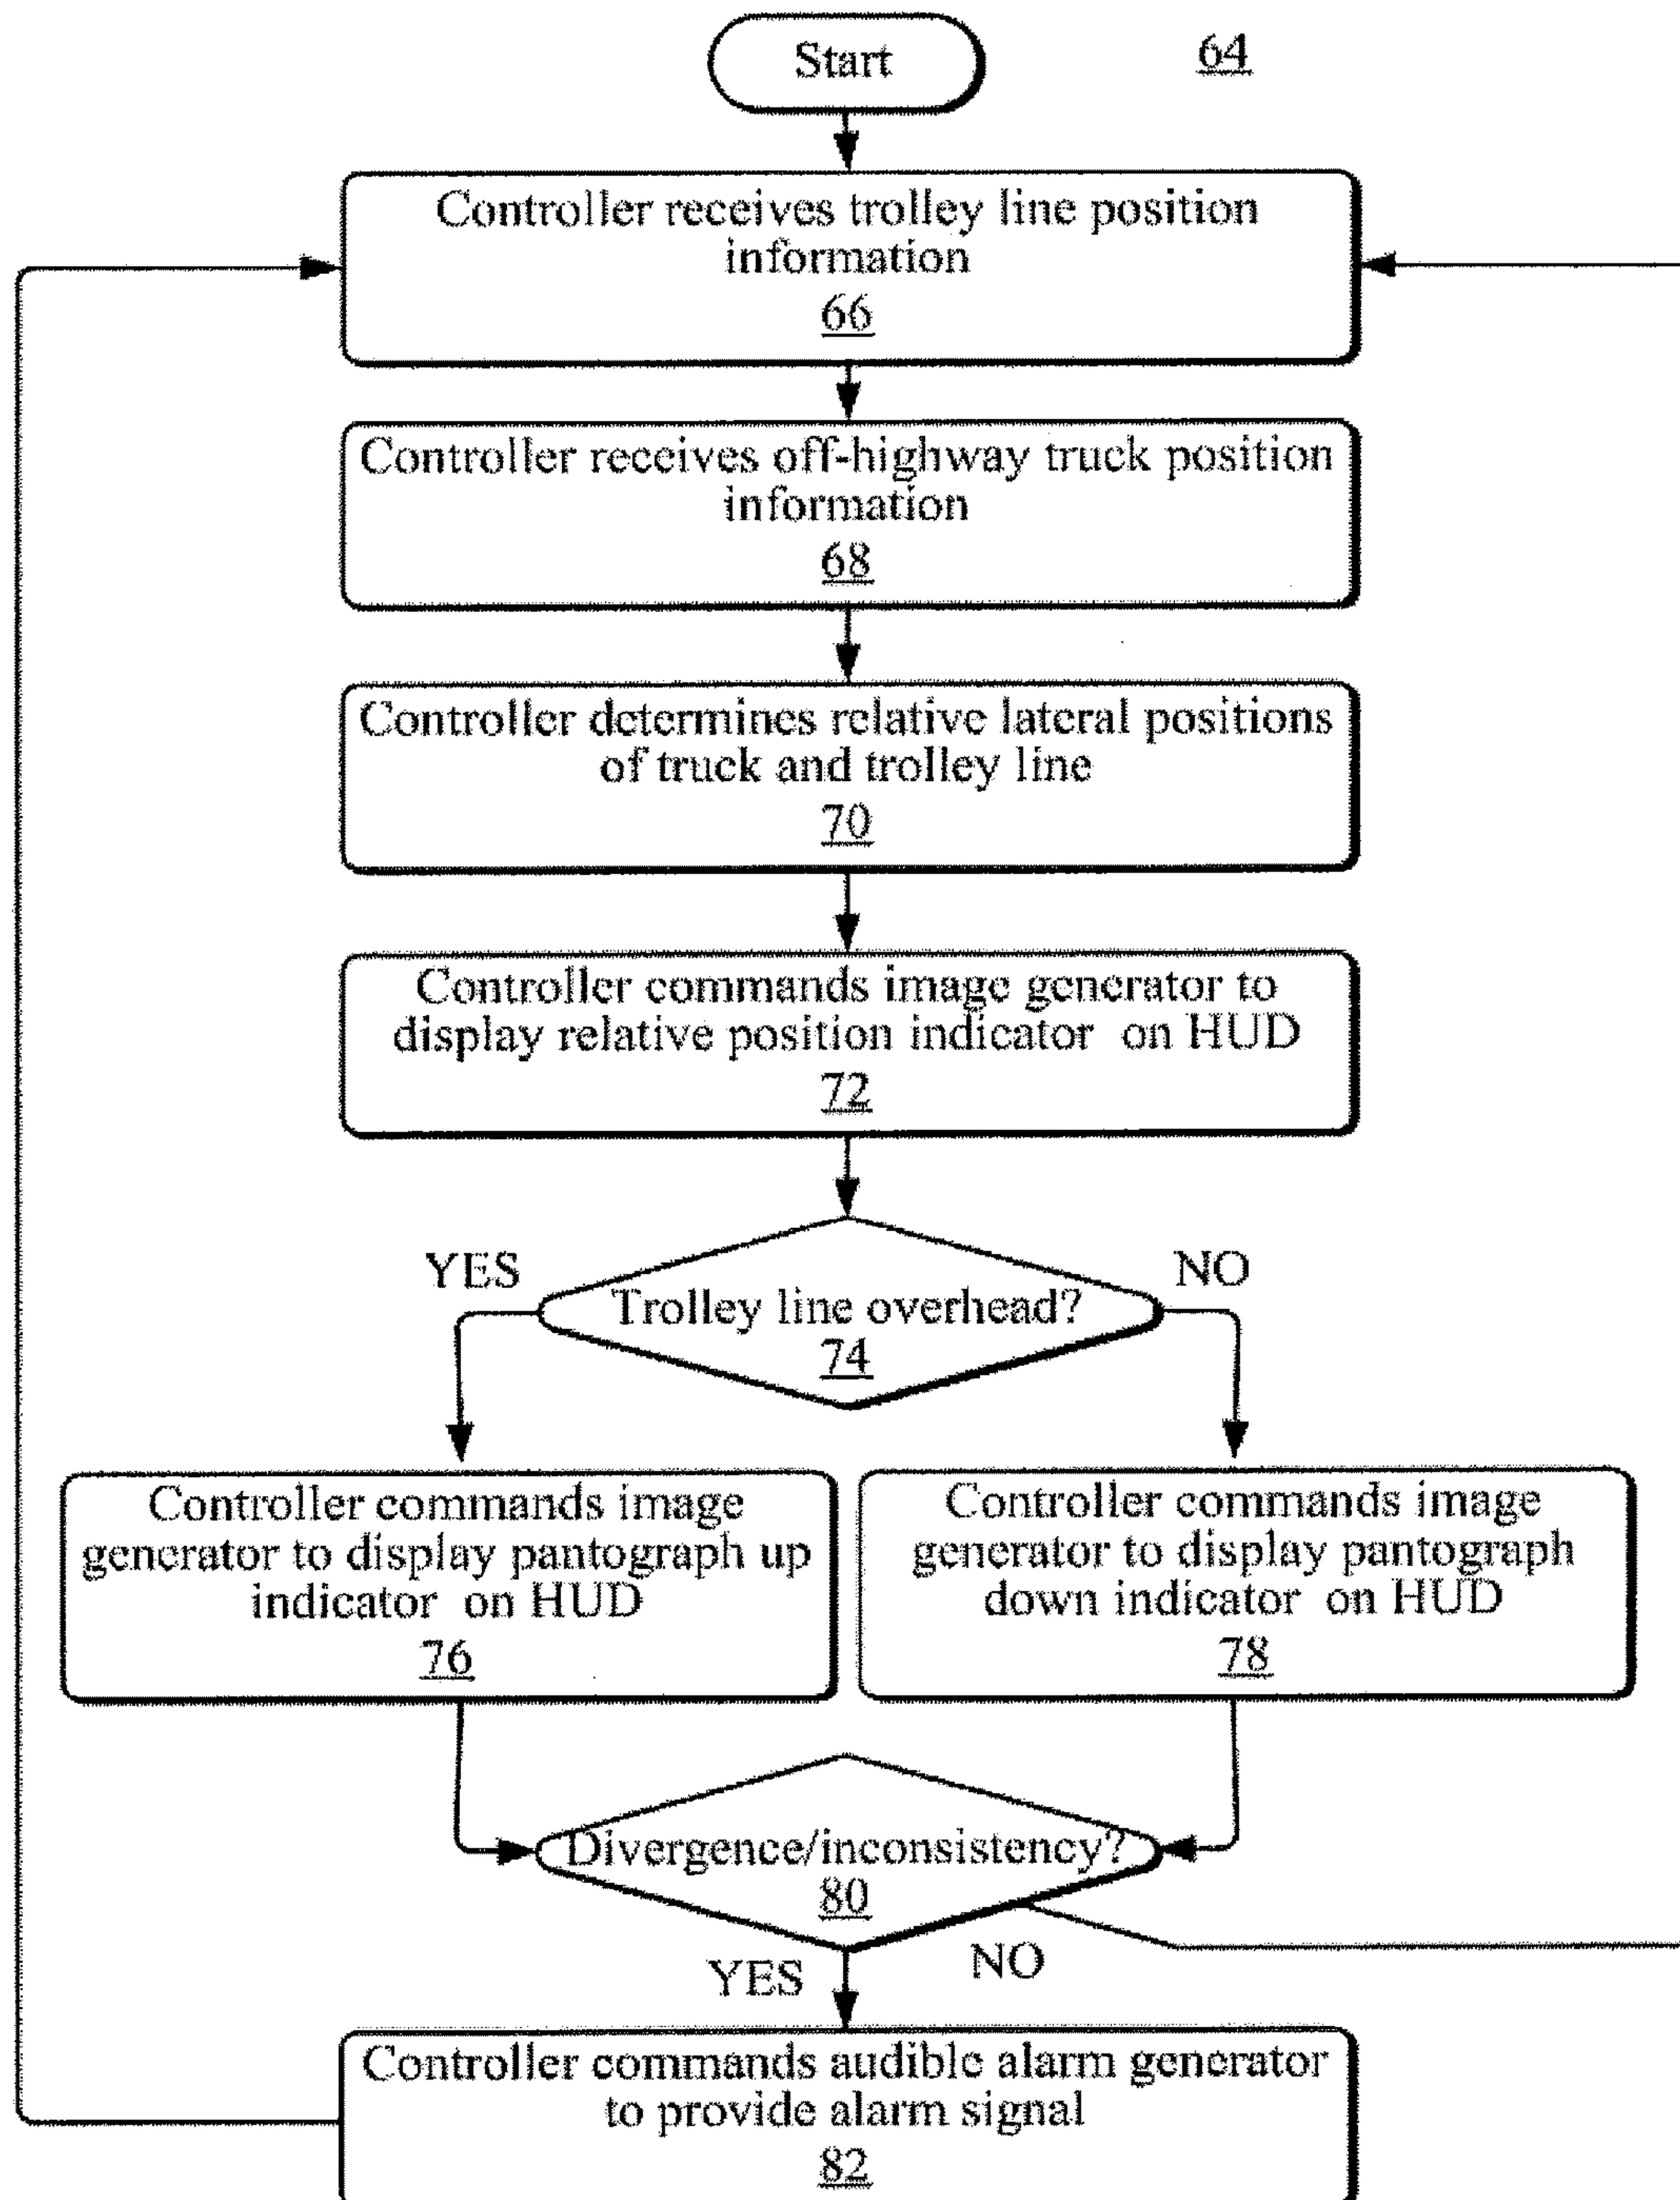 Start
64
Controller receives trolley line position
information
66
Controller receives off-highway truck position
information
68
Controller determines relative lateral positions
of truck and trolley line
70
Controller commands image generator to
display relative position indicator on HUD
72
YES
NO
Trolley line overhead?
74
Controller commands image
generator to display pantograph up
indicator on HUD
76
Controller commands image
generator to display pantograph
down indicator on HUD
78
Divergence/inconsistency?
80
YES
NO
Controller commands audible alarm generator
to provide alarm signal
82